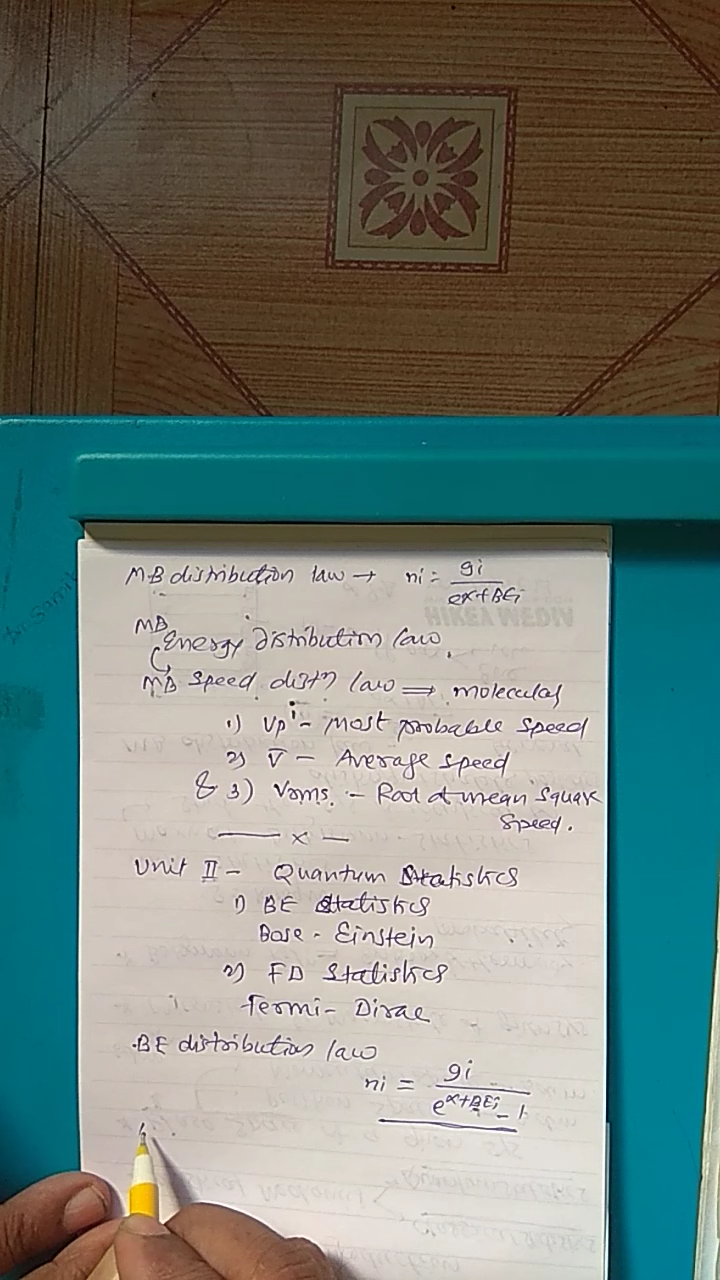 MB distribution law → ni = gi / e^α+βEi
MB Energy distribution law.
MB speed distn law ⇒ molecular
1) Vp - most probable speed
2) V̅ - Average speed
& 3) Vrms. - Root mean square
speed.
x
Unit II - Quantum Statistics
1) BE Statistics
Bose - Einstein
2) FD Statistics
Fermi - Dirac
BE distribution law
ni = gi / e^α+βEi - 1